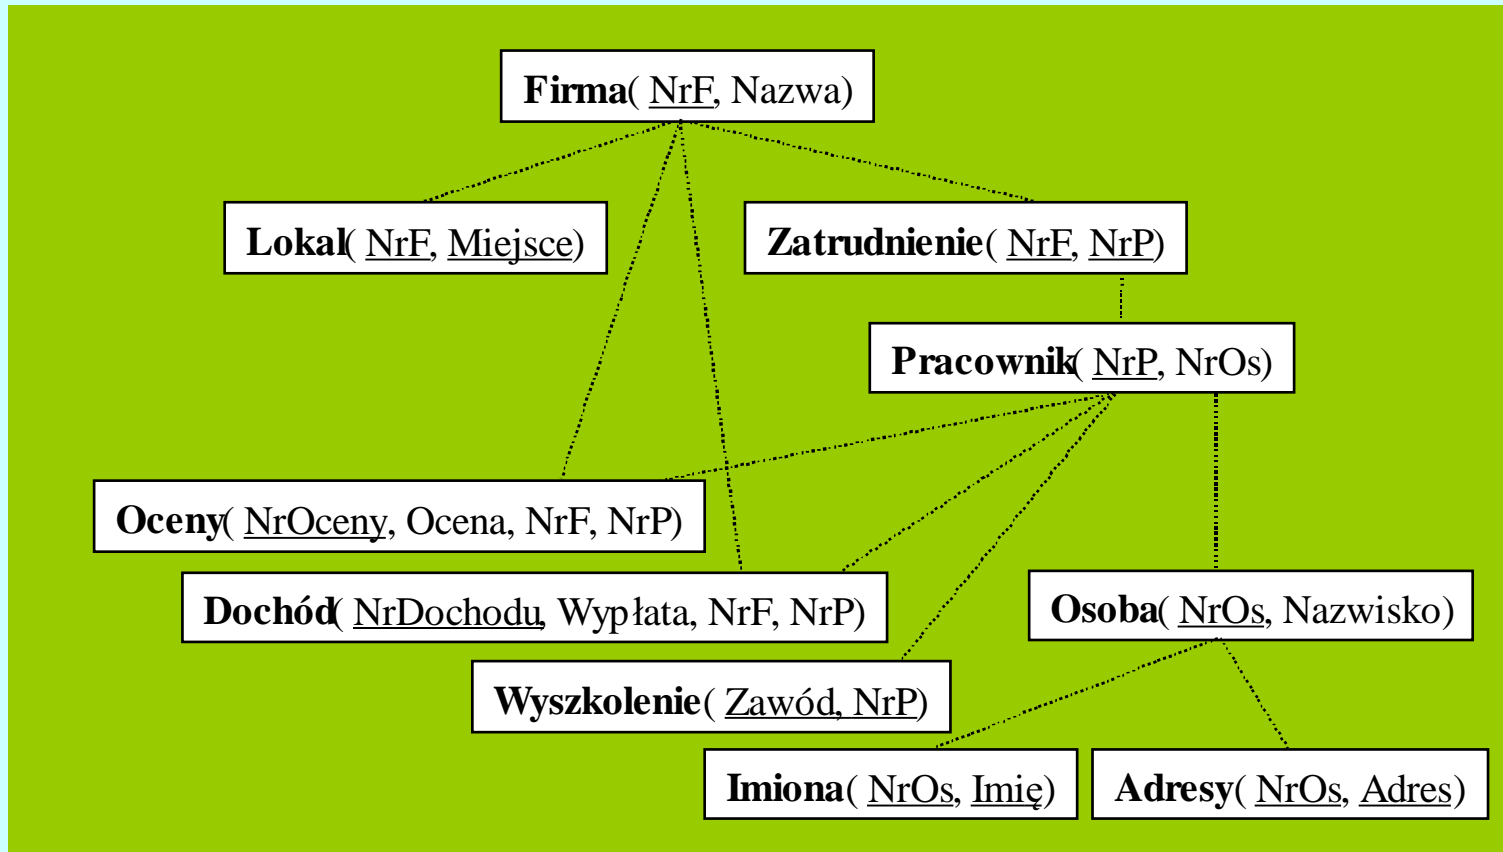 Firma( NrF, Nazwa)
Lokal( NrF, Miejsce)
Zatrudnienie( NrF, NrP)
Pracownik( NrP, NrOs)
Oceny( NrOceny, Ocena, NrF, NrP)
Dochód( NrDochodu, Wypłata, NrF, NrP)
Osoba( NrOs, Nazwisko)
Wyszkolenie( Zawód, NrP)
Imiona( NrOs, Imię)
Adresy( NrOs, Adres)